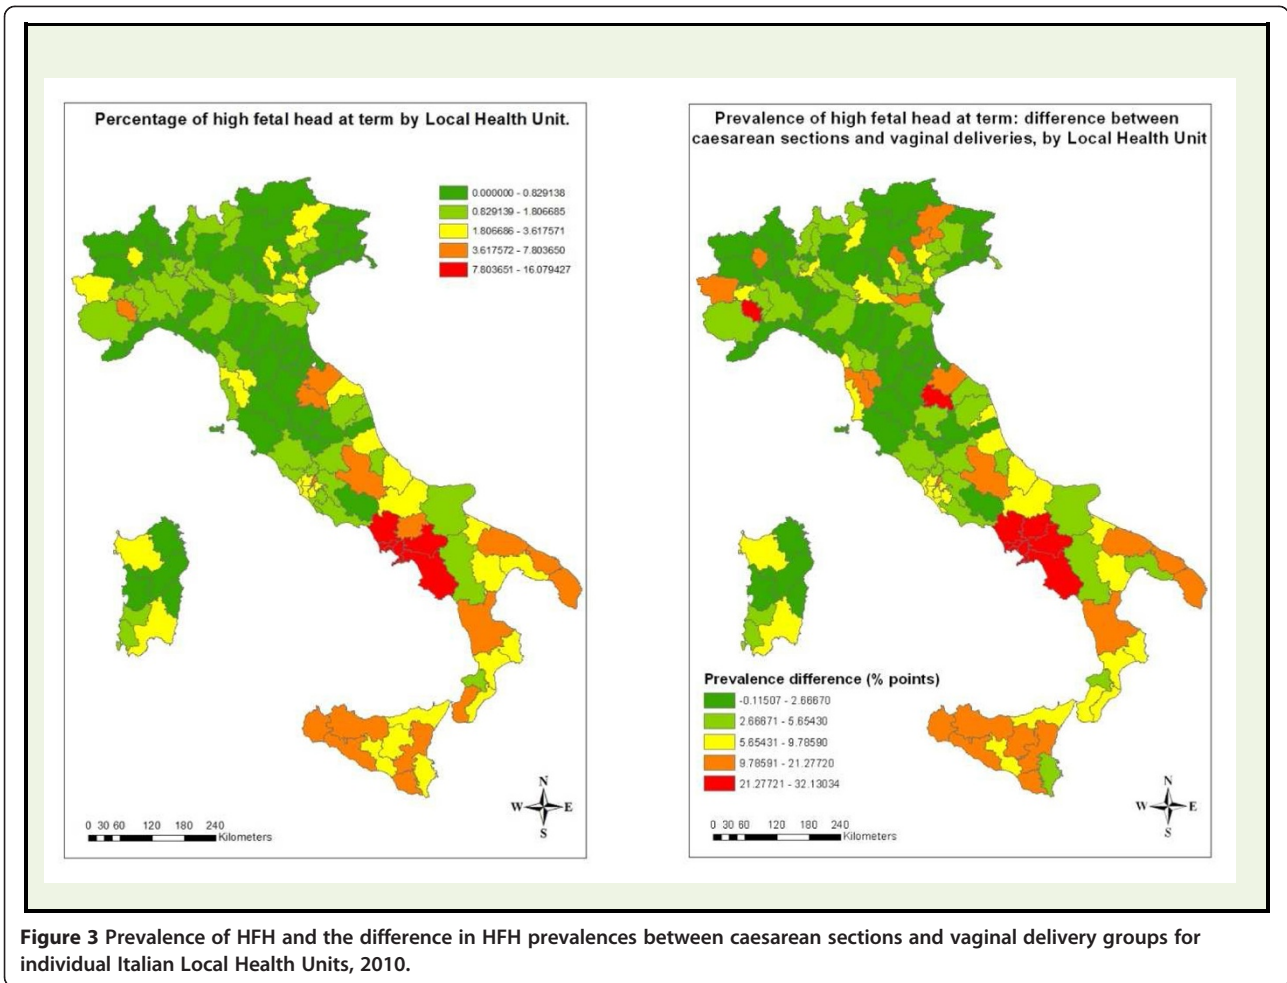 Percentage of high fetal head at term by Local Health Unit.
0.000000 - 0.829138
0.829139 - 1.806685
1.806686 - 3.617571
3.617572 - 7.803650
7.803651 - 16.079427
N
W E
S
0 30 60 120 180 240
Kilometers
Prevalence of high fetal head at term: difference between
caesarean sections and vaginal deliveries, by Local Health Unit
Prevalence difference (% points)
-0.11507 - 2.66670
2.66671 - 5.65430
5.65431 - 9.78590
9.78591 - 21.27720
21.27721 - 32.13034
N
W E
S
0 30 60 120 180 240
Kilometers
Figure 3 Prevalence of HFH and the difference in HFH prevalences between caesarean sections and vaginal delivery groups for
individual Italian Local Health Units, 2010.